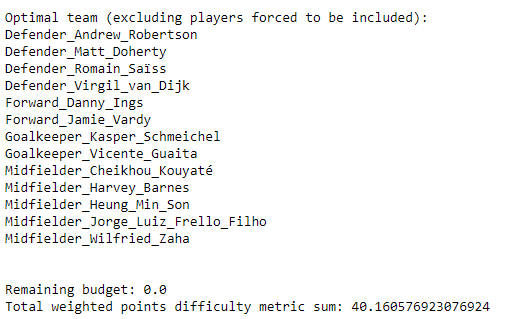 Optimal team (excluding players forced to be included):
Defender_Andrew_Robertson
Defender_Matt_Doherty
Defender_Romain_Saïss
Defender_Virgil_van_Dijk
Forward_Danny_Ings
Forward_Jamie_Vardy
Goalkeeper_Kasper_Schmeichel
Goalkeeper_Vicente_Guaita
Midfielder_Cheikhou_Kouyaté
Midfielder_Harvey_Barnes
Midfielder_Heung_Min_Son
Midfielder_Jorge_Luiz_Frello_Filho
Midfielder_Wilfried_Zaha
Remaining budget: 0.0
Total weighted points difficulty metric sum: 40.160576923076924